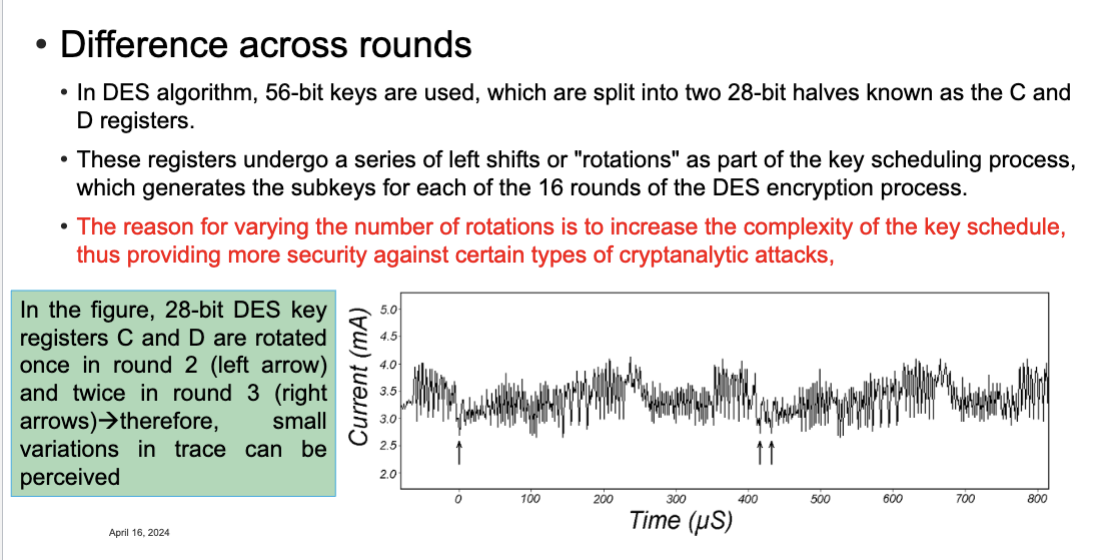 • Difference across rounds
• In DES algorithm, 56-bit keys are used, which are split into two 28-bit halves known as the C and
D registers.
• These registers undergo a series of left shifts or "rotations" as part of the key scheduling process,
which generates the subkeys for each of the 16 rounds of the DES encryption process.
• The reason for varying the number of rotations is to increase the complexity of the key schedule,
thus providing more security against certain types of cryptanalytic attacks,
In the figure, 28-bit DES key
registers C and D are rotated
once in round 2 (left arrow)
and twice in round 3 (right
arrows)→therefore, small
variations in trace can be
perceived
Current (mA)
5.0
4.5
4.0
3.5
3.0
2.5
2.0
0 100 200 300 400 500 600 700 800
Time (µS)
April 16, 2024